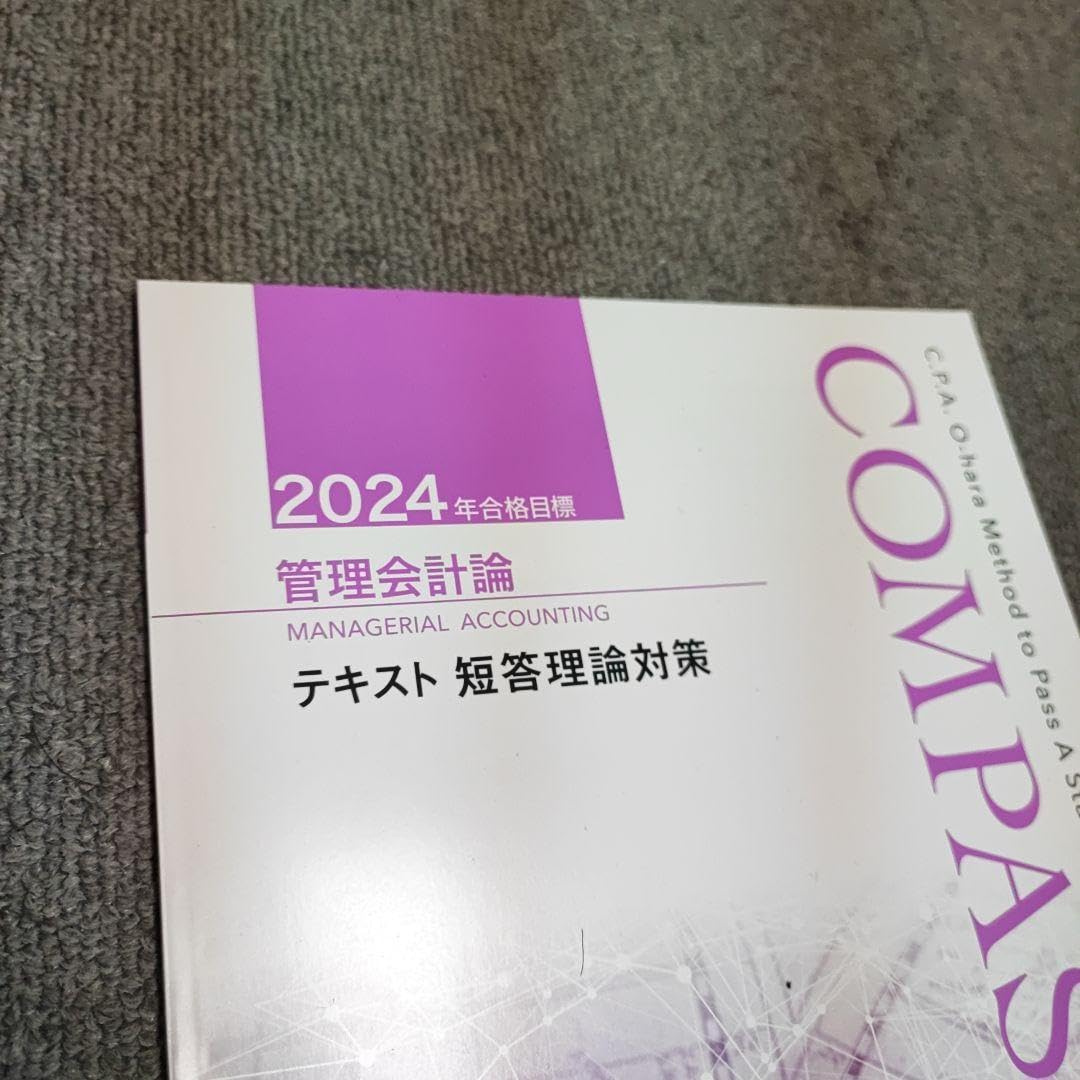 2024年合格目標
管理会計論
MANAGERIAL ACCOUNTING
テキスト 短答理論対策
COMPAS
C.P.A. O-hara Method to Pass A